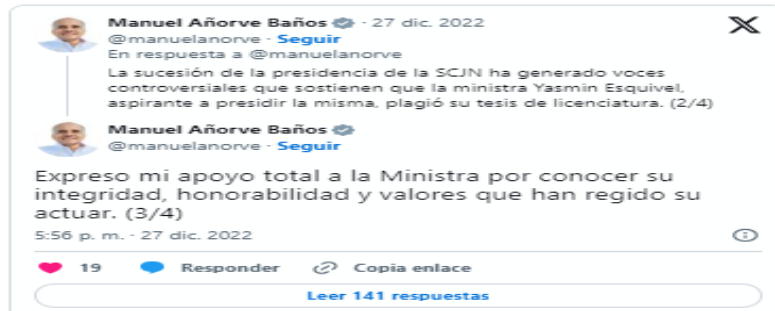 Manuel Añorve Baños · 27 dic. 2022
@manuelanorve · Seguir
En respuesta a @manuelanorve
La sucesión de la presidencia de la SCJN ha generado voces
controversiales que sostienen que la ministra Yasmin Esquivel,
aspirante a presidir la misma, plagió su tesis de licenciatura. (2/4)
Manuel Añorve Baños
@manuelanorve · Seguir
Expreso mi apoyo total a la Ministra por conocer su
integridad, honorabilidad y valores que han regido su
actuar. (3/4)
5:56 p. m. · 27 dic. 2022
19 Responder Copia enlace
Leer 141 respuestas